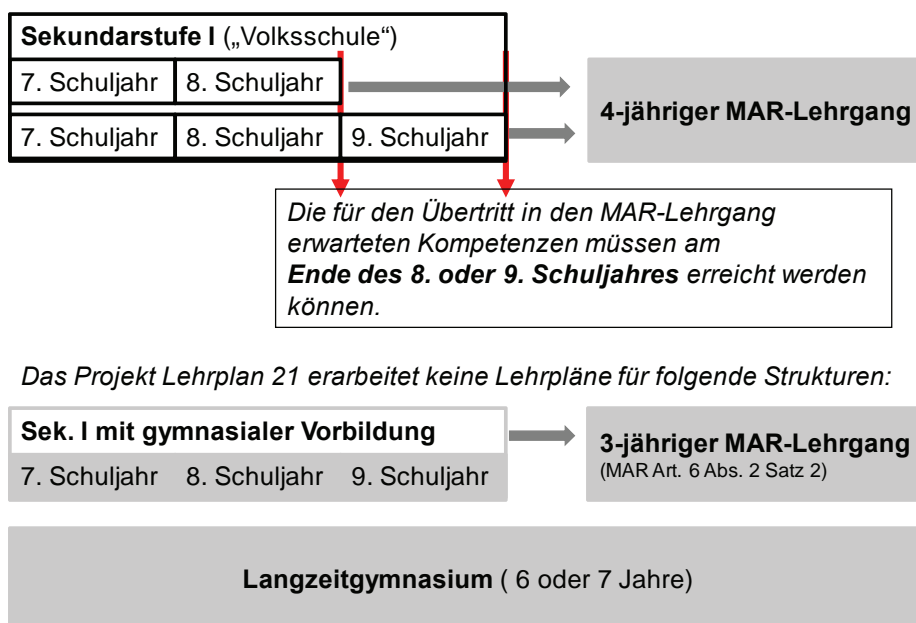 Sekundarstufe I („Volksschule“)
7. Schuljahr 8. Schuljahr
7. Schuljahr 8. Schuljahr 9. Schuljahr
4-jähriger MAR-Lehrgang
Die für den Übertritt in den MAR-Lehrgang
erwarteten Kompetenzen müssen am
Ende des 8. oder 9. Schuljahres erreicht werden
können.
Das Projekt Lehrplan 21 erarbeitet keine Lehrpläne für folgende Strukturen:
Sek. I mit gymnasialer Vorbildung
7. Schuljahr 8. Schuljahr 9. Schuljahr
3-jähriger MAR-Lehrgang
(MAR Art. 6 Abs. 2 Satz 2)
Langzeitgymnasium ( 6 oder 7 Jahre)